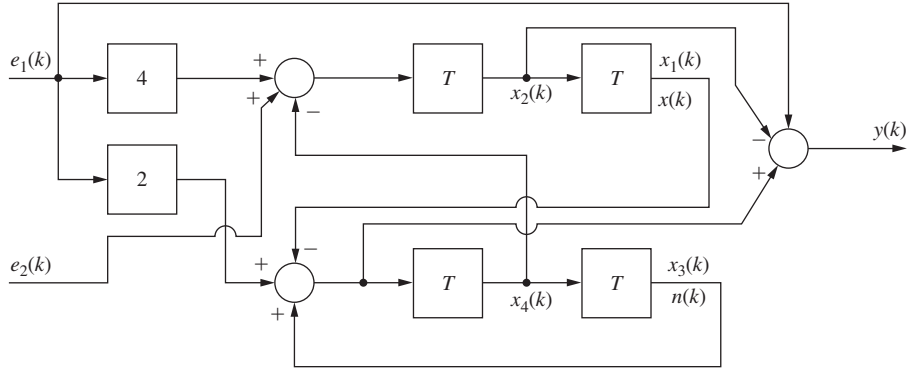 e₁(k)
4
+
+
−
T
x₂(k)
T
x₁(k)
x(k)
−
+
y(k)
2
e₂(k)
−
+
+
T
x₄(k)
T
x₃(k)
n(k)